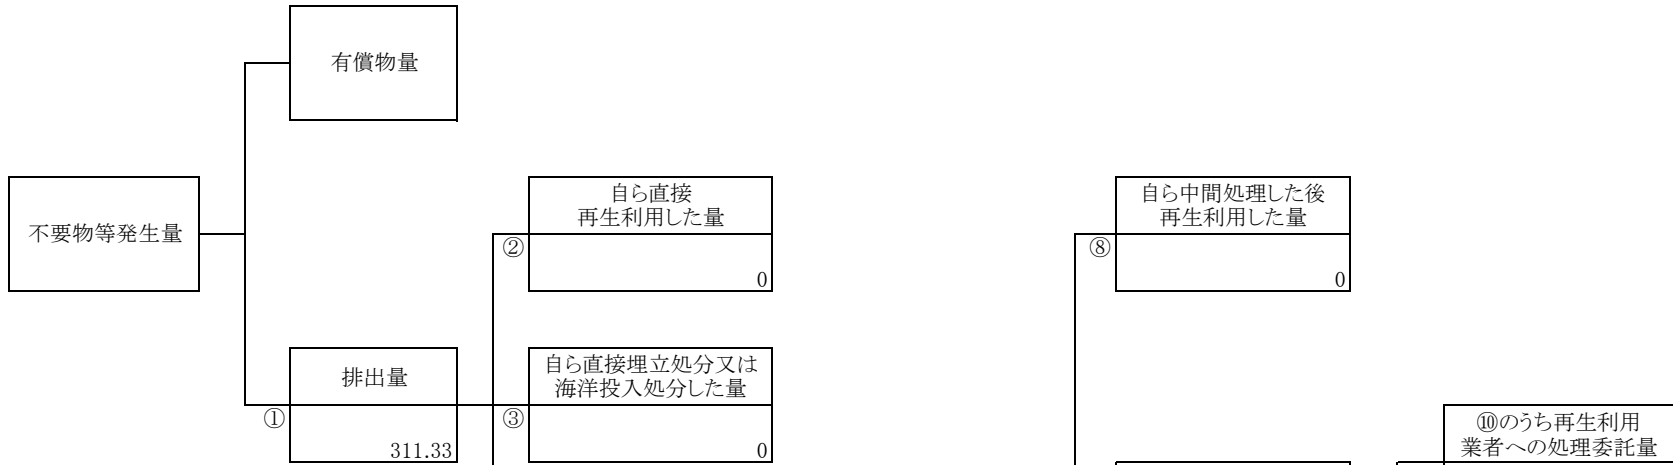 有償物量
不要物等発生量
自ら直接
再生利用した量
②
0
自ら中間処理した後
再生利用した量
⑧
0
排出量
①
311.33
自ら直接埋立処分又は
海洋投入処分した量
③
0
⑩のうち再生利用
業者への処理委託量